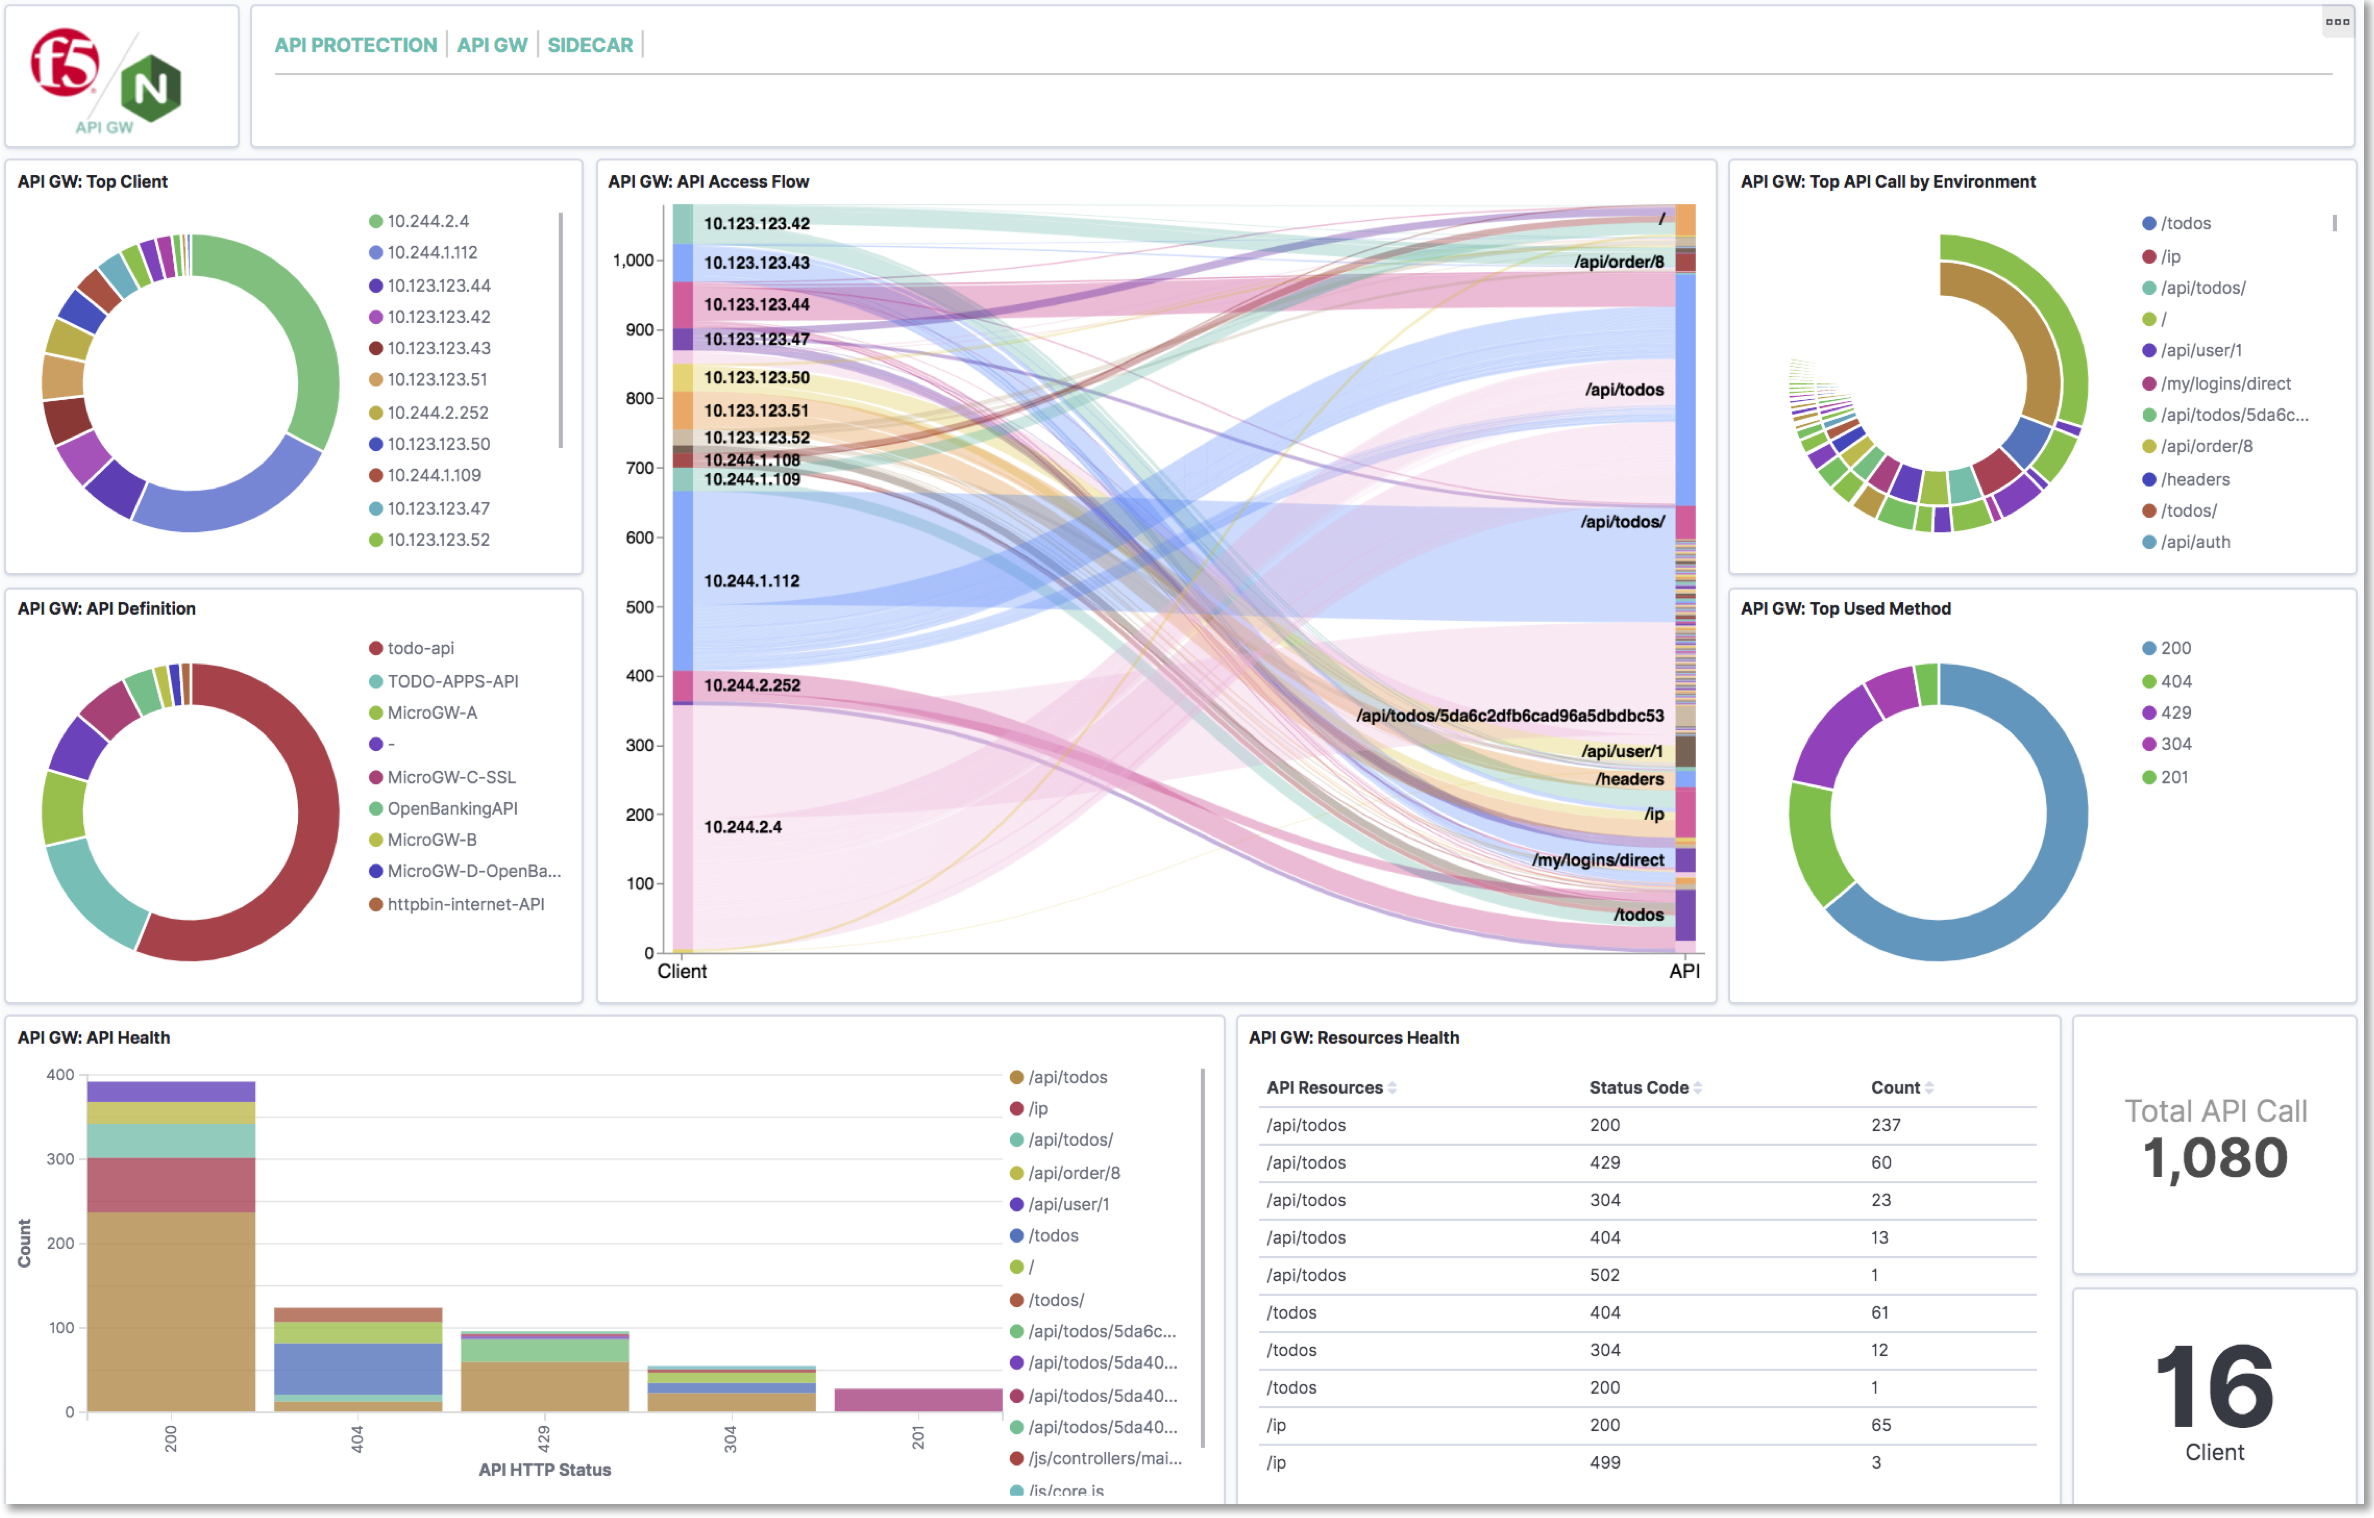 f5
N
API GW
API PROTECTION | API GW | SIDECAR |
API GW: Top Client
10.244.2.4
10.244.1.112
10.123.123.44
10.123.123.42
10.123.123.43
10.123.123.51
10.244.2.252
10.123.123.50
10.244.1.109
10.123.123.47
10.123.123.52
API GW: API Access Flow
1,000
900
800
700
600
500
400
300
200
100
0
10.123.123.42
10.123.123.43
10.123.123.44
10.123.123.47
10.123.123.50
10.123.123.51
10.123.123.52
10.244.1.108
10.244.1.109
10.244.1.112
10.244.2.252
10.244.2.4
/
/api/order/8
/api/todos
/api/todos/
/api/todos/5da6c2dfb6cad96a5dbdbc53
/api/user/1
/headers
/ip
/my/logins/direct
/todos
Client
API
API GW: Top API Call by Environment
/todos
/ip
/api/todos/
/
/api/user/1
/my/logins/direct
/api/todos/5da6c...
/api/order/8
/headers
/todos/
/api/auth
API GW: API Definition
todo-api
TODO-APPS-API
MicroGW-A
-
MicroGW-C-SSL
OpenBankingAPI
MicroGW-B
MicroGW-D-OpenBa...
httpbin-internet-API
API GW: Top Used Method
200
404
429
304
201
API GW: API Health
400
300
200
100
0
Count
200
404
429
304
201
API HTTP Status
/api/todos
/ip
/api/todos/
/api/order/8
/api/user/1
/todos
/
/todos/
/api/todos/5da6c...
/api/todos/5da40...
/api/todos/5da40...
/api/todos/5da40...
/js/controllers/mai...
/js/core.js
API GW: Resources Health
API Resources Status Code Count
/api/todos 200 237
/api/todos 429 60
/api/todos 304 23
/api/todos 404 13
/api/todos 502 1
/todos 404 61
/todos 304 12
/todos 200 1
/ip 200 65
/ip 499 3
Total API Call
1,080
16
Client